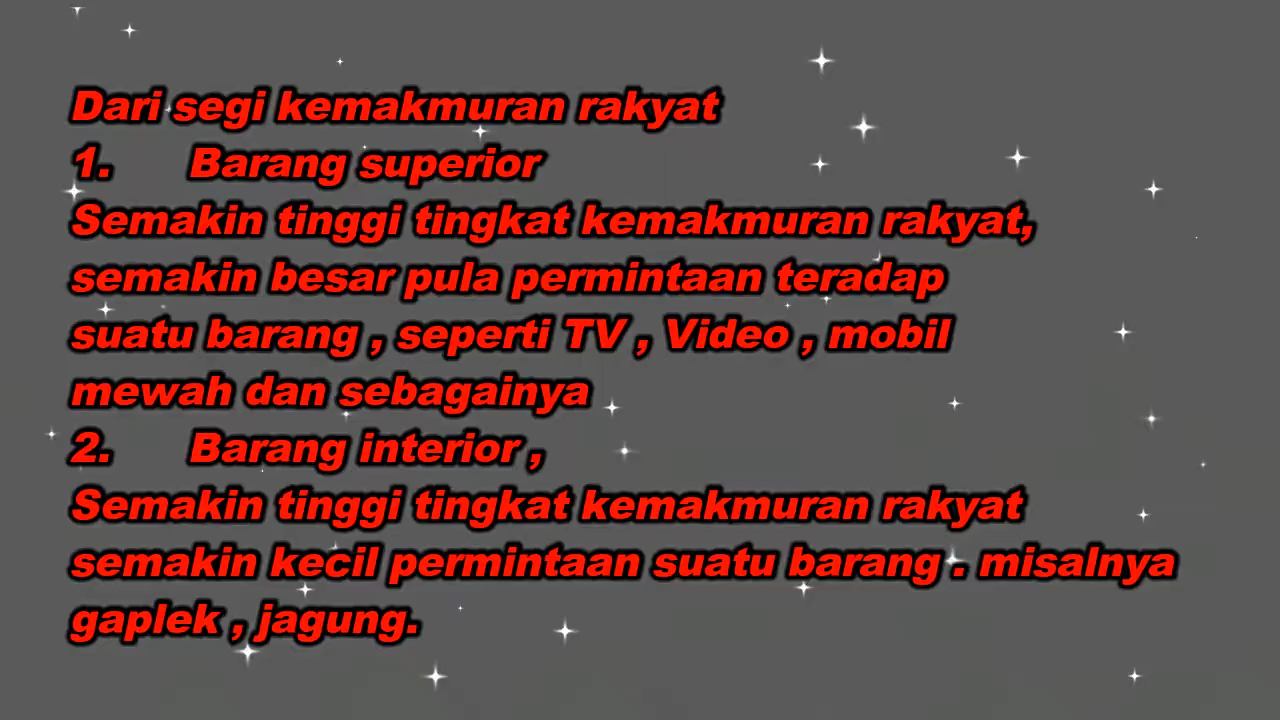 Dari segi kemakmuran rakyat
1. Barang superior
Semakin tinggi tingkat kemakmuran rakyat,
semakin besar pula permintaan teradap
suatu barang , seperti TV , Video , mobil
mewah dan sebagainya
2. Barang interior ,
Semakin tinggi tingkat kemakmuran rakyat
semakin kecil permintaan suatu barang . misalnya
gaplek , jagung.